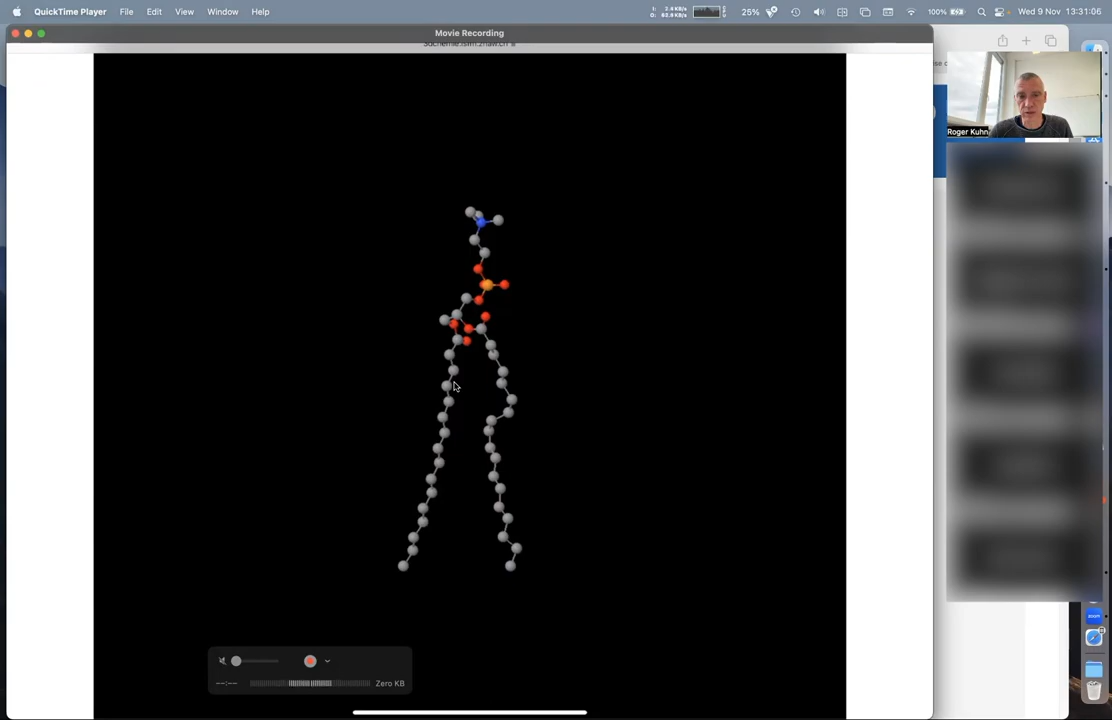 QuickTime Player File Edit View Window Help
25%
100%
Wed 9 Nov 13:31:06
Movie Recording
Roger Kuhn
--:--
Zero KB
zoom